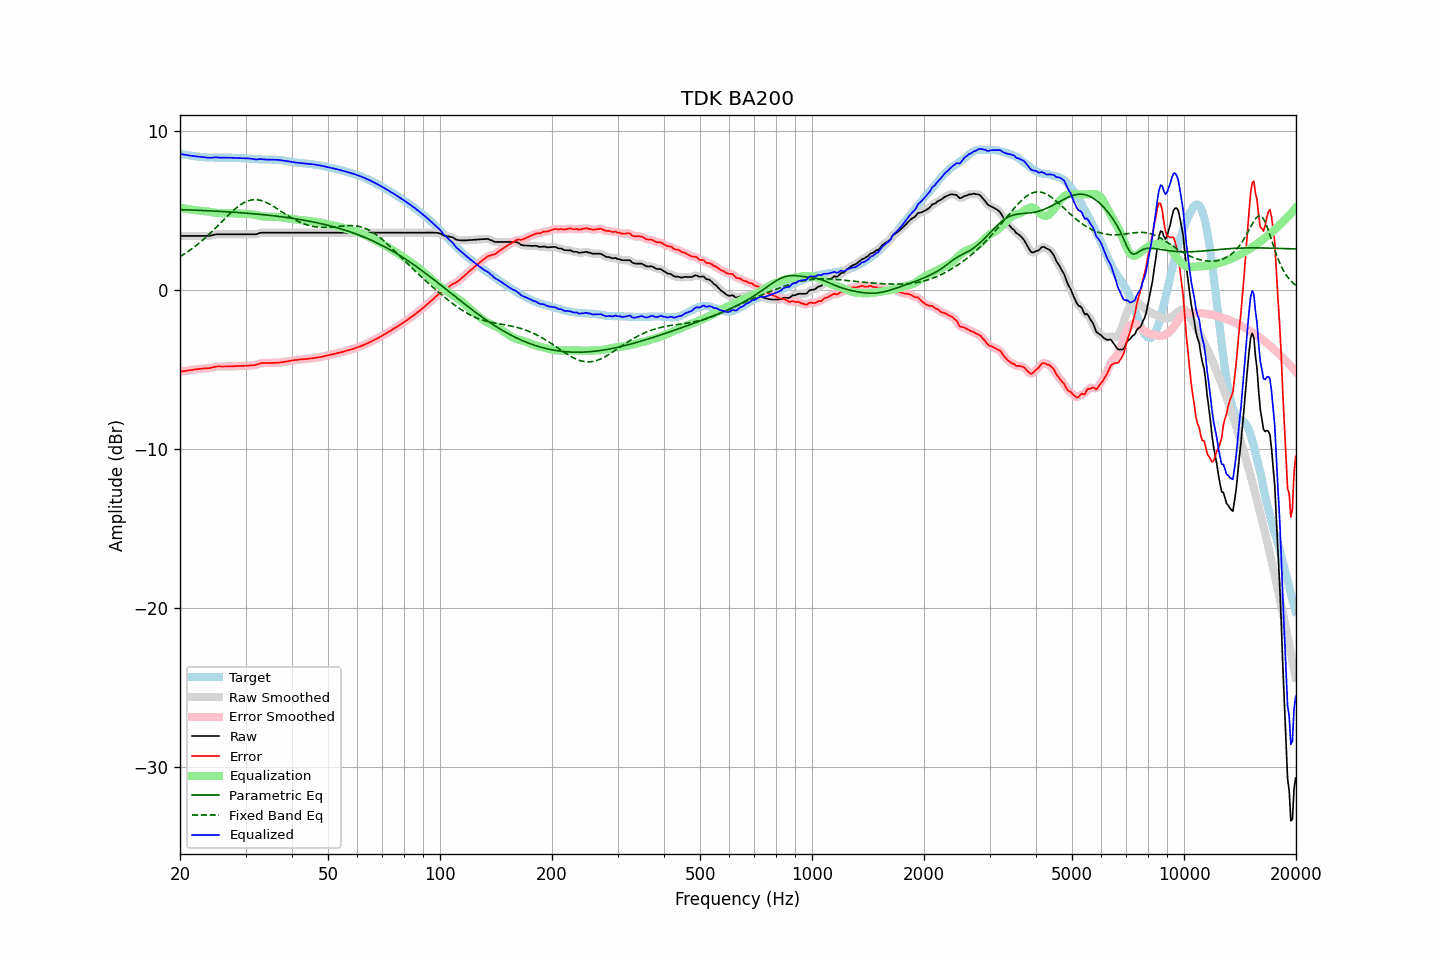 TDK BA200
10
0
−10
−20
−30
Amplitude (dBr)
Target
Raw Smoothed
Error Smoothed
Raw
Error
Equalization
Parametric Eq
Fixed Band Eq
Equalized
20
50
100
200
500
1000
2000
5000
10000
20000
Frequency (Hz)